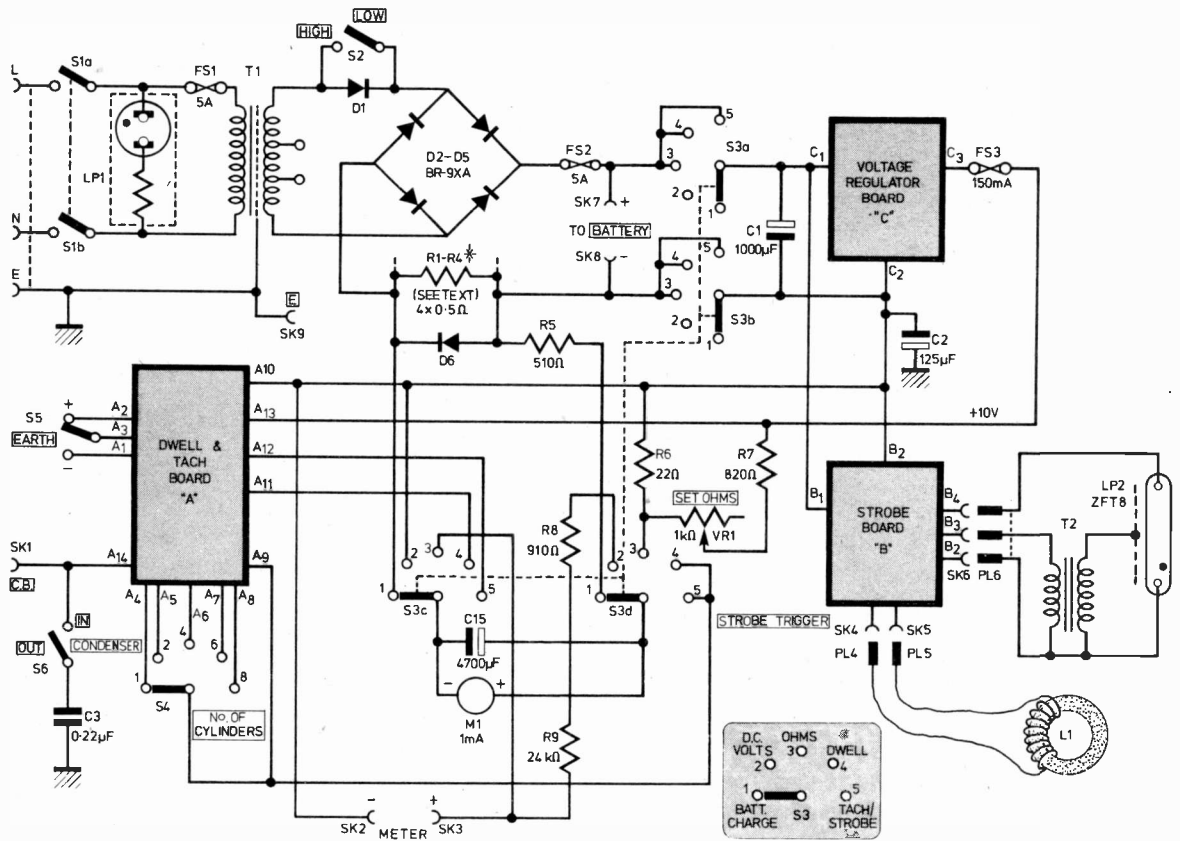 LOW
HIGH
S2
D1
S1a
FS1
5A
T1
L
LP1
N
S1b
E
E
SK9
D2-D5
BR-9XA
FS2
5A
SK7 +
TO BATTERY
SK8 -
5
4
3
2
1
S3a
5
4
3
2
1
S3b
C1
1000µF
C1
VOLTAGE
REGULATOR
BOARD
-"C"
C3
C2
FS3
150mA
C2
125µF
R1-R4*
(SEE TEXT)
4x0·5Ω
D6
R5
510Ω
S5
+
EARTH
-
A2
A3
A1
DWELL &
TACH
BOARD
"A"
A10
A13
A12
A11
A9
A14
A4
A5
A6
A7
A8
+10V
SK1
C.B.
IN
OUT
S6
CONDENSER
C3
0·22µF
1
2
4
6
8
S4
NO. OF
CYLINDERS
R6
22Ω
R7
820Ω
SET OHMS
1kΩ
VR1
R8
910Ω
R9
24kΩ
1
2
3
4
5
S3c
1
2
3
4
5
S3d
C15
4700µF
- +
M1
1mA
STROBE TRIGGER
- +
SK2
METER
SK3
B2
B1
STROBE
BOARD
"B"
B4
B3
B2
SK6
PL6
T2
LP2
ZFT8
SK4
SK5
PL4
PL5
L1
D.C.
VOLTS
2
OHMS
3
*
DWELL
4
1
BATT.
CHARGE
S3
5
TACH/
STROBE